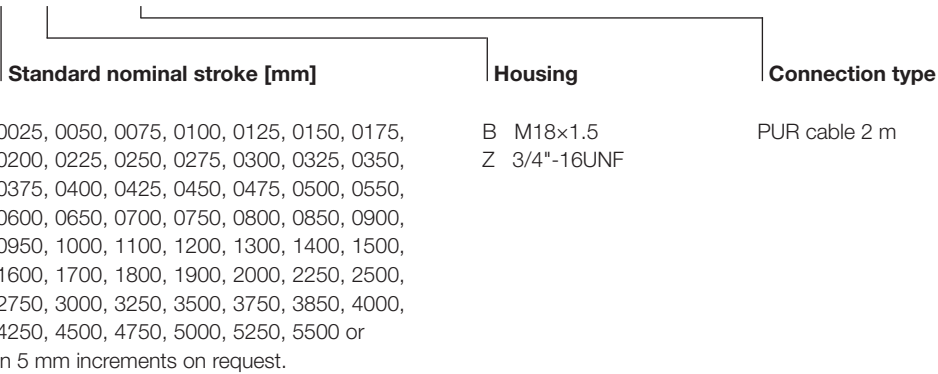 Standard nominal stroke [mm]
0025, 0050, 0075, 0100, 0125, 0150, 0175,
0200, 0225, 0250, 0275, 0300, 0325, 0350,
0375, 0400, 0425, 0450, 0475, 0500, 0550,
0600, 0650, 0700, 0750, 0800, 0850, 0900,
0950, 1000, 1100, 1200, 1300, 1400, 1500,
1600, 1700, 1800, 1900, 2000, 2250, 2500,
2750, 3000, 3250, 3500, 3750, 3850, 4000,
4250, 4500, 4750, 5000, 5250, 5500 or
n 5 mm increments on request.
Housing
B M18×1.5
Z 3/4"-16UNF
Connection type
PUR cable 2 m